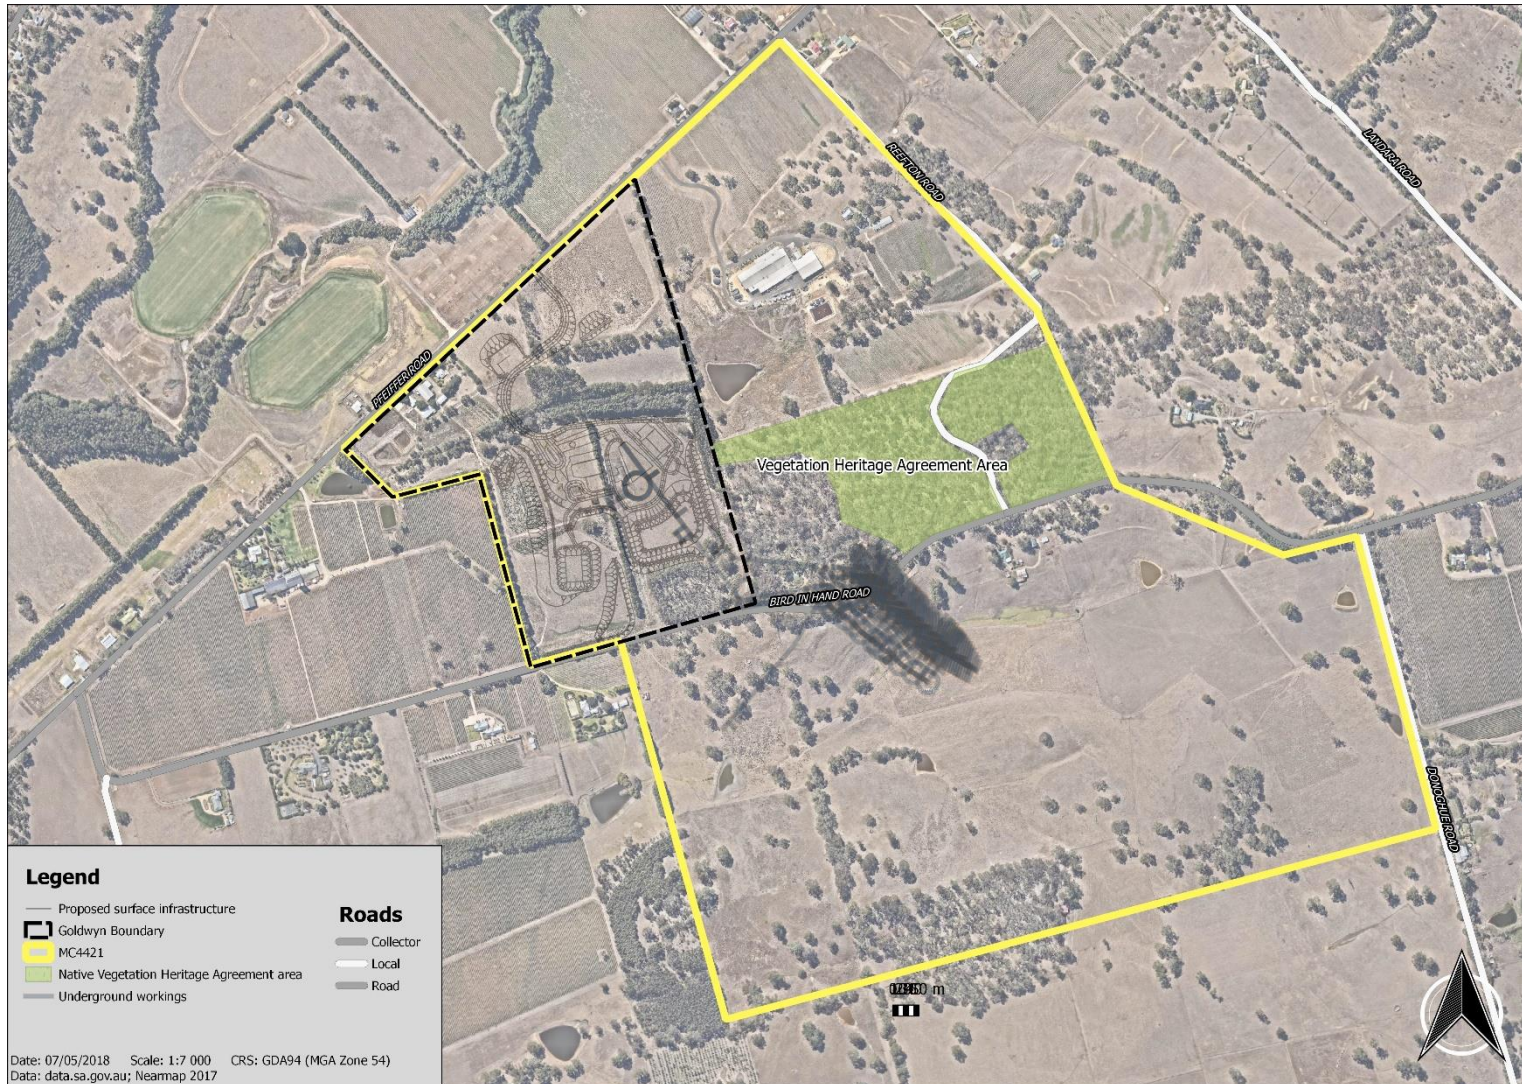 LANDARA ROAD
REEFTON ROAD
PFEIFFER ROAD
Vegetation Heritage Agreement Area
BIRD IN HAND ROAD
DONOGHUE ROAD
Legend
Proposed surface infrastructure
Goldwyn Boundary
MC4421
Native Vegetation Heritage Agreement area
Underground workings
Roads
Collector
Local
Road
m
Date: 07/05/2018 Scale: 1:7 000 CRS: GDA94 (MGA Zone 54)
Data: data.sa.gov.au; Nearmap 2017